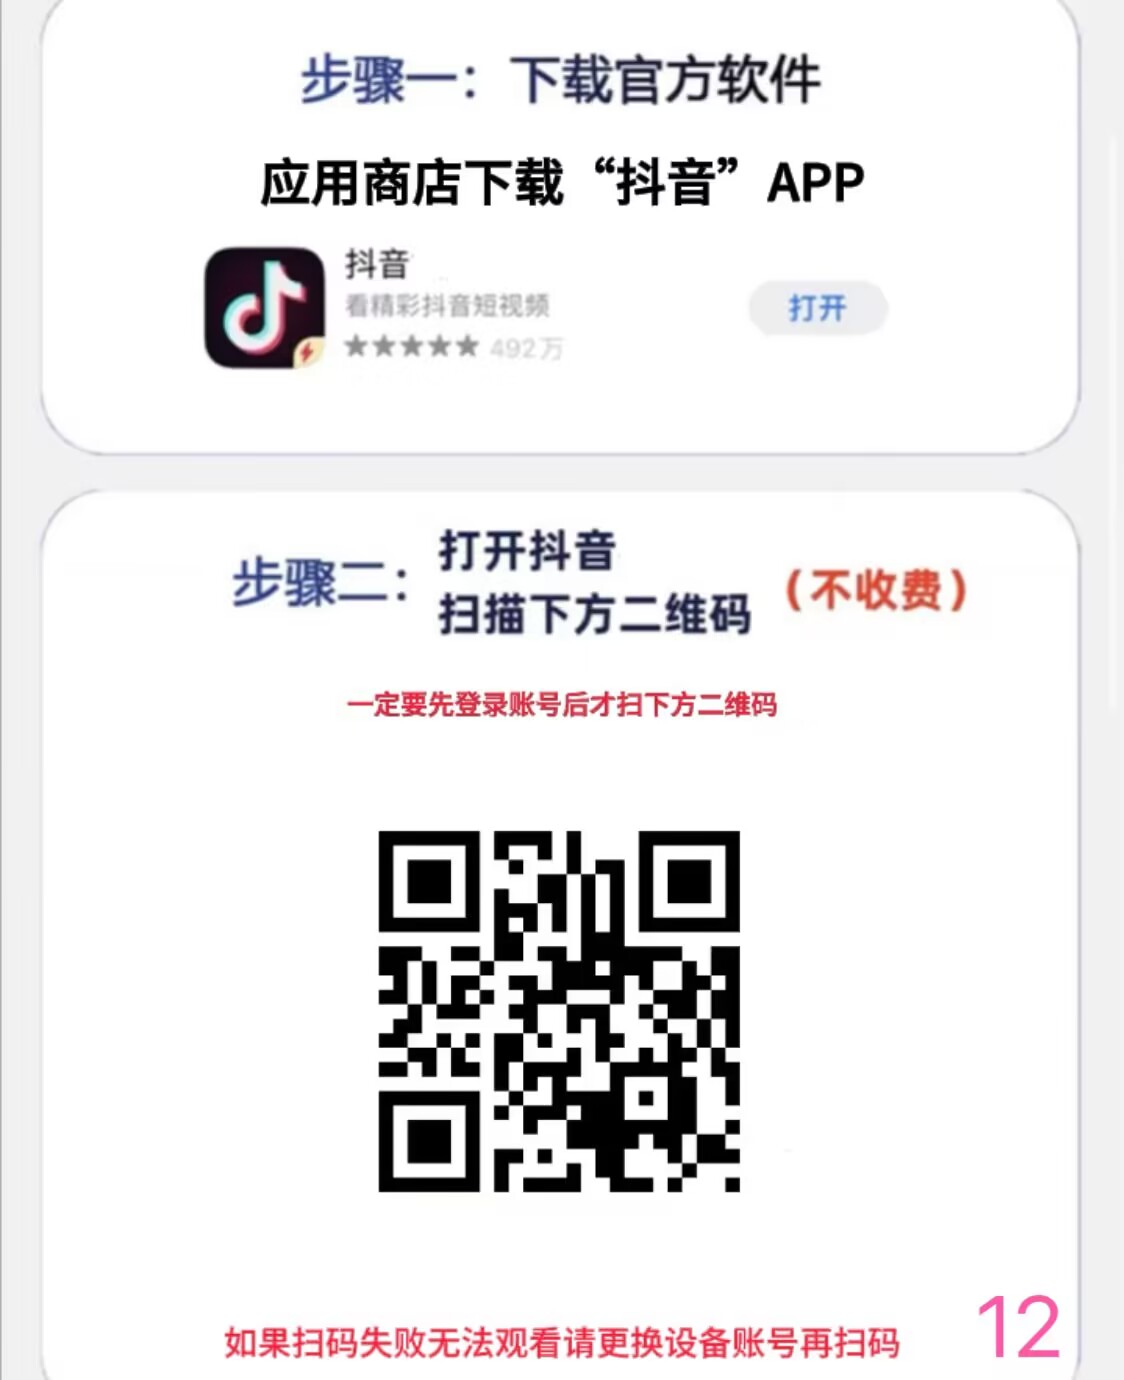 步骤一：下载官方软件
应用商店下载“抖音”APP
抖音
看精彩抖音短视频
打开
★★★★★ 492万
步骤二：
打开抖音
扫描下方二维码
（不收费）
一定要先登录账号后才扫下方二维码
如果扫码失败无法观看请更换设备账号再扫码
12